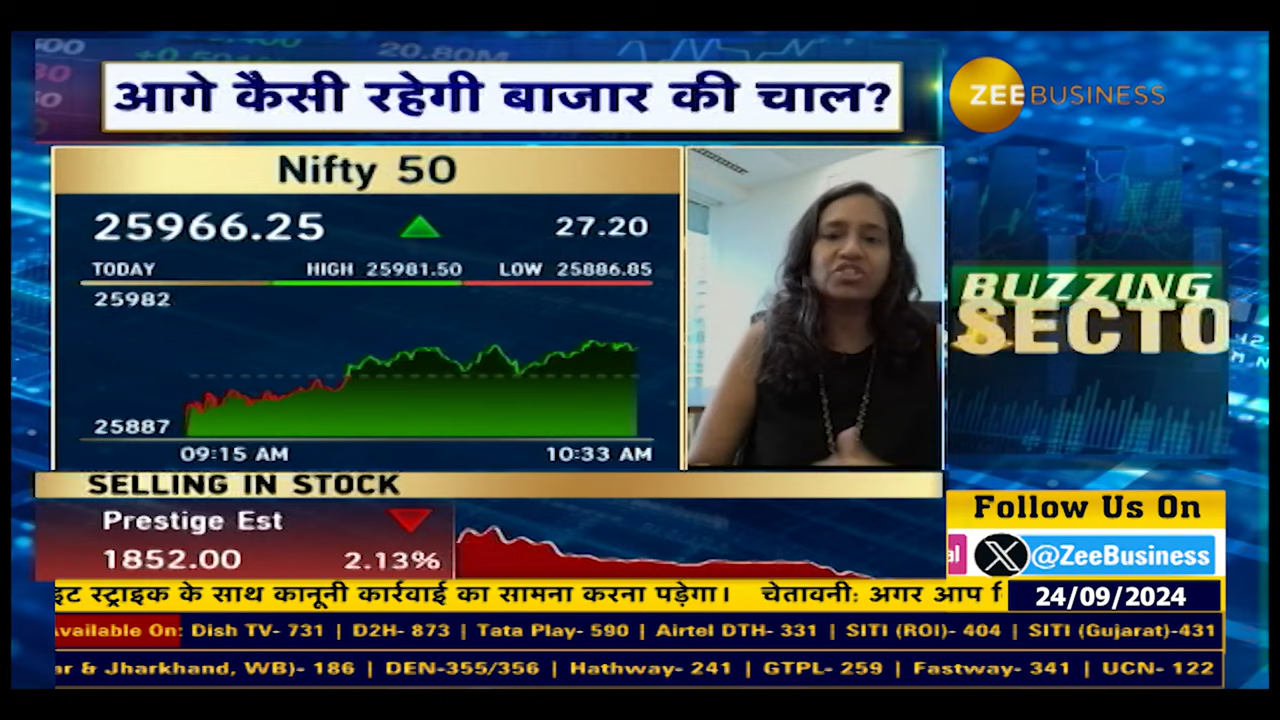 आगे कैसी रहेगी बाजार की चाल?
ZEEBUSINESS
Nifty 50
25966.25 27.20
TODAY HIGH 25981.50 LOW 25886.85
25982
25887
09:15 AM 10:33 AM
BUZZING
SECTO
SELLING IN STOCK
Prestige Est
1852.00 2.13%
Follow Us On
X @ZeeBusiness
स्ट्राइक के साथ कानूनी कार्रवाई का सामना करना पड़ेगा। चेतावनी: अगर आप
24/09/2024
Available On: Dish TV- 731 | D2H- 873 | Tata Play- 590 | Airtel DTH- 331 | SITI (ROI)- 404 | SITI (Gujarat)-431
& Jharkhand, WB)- 186 | DEN-355/356 | Hathway- 241 | GTPL- 259 | Fastway- 341 | UCN- 122